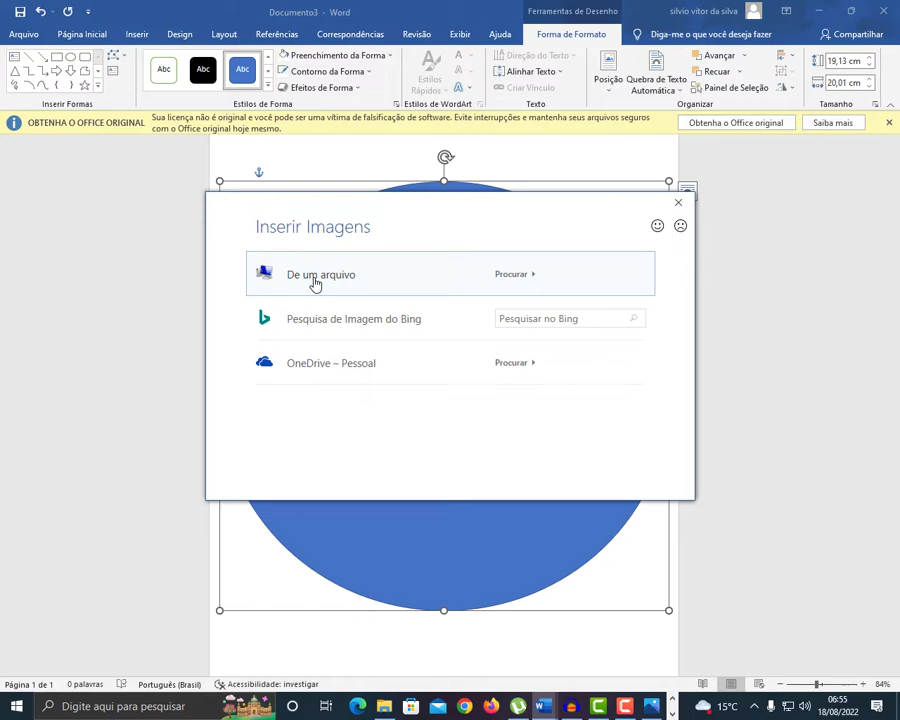 Documento3 - Word
Ferramentas de Desenho
silvio vitor da silva
Arquivo
Página Inicial
Inserir
Design
Layout
Referências
Correspondências
Revisão
Exibir
Ajuda
Forma de Formato
Diga-me o que você deseja fazer
Compartilhar
Abc
Abc
Abc
Preenchimento da Forma
Contorno da Forma
Efeitos de Forma
Estilos
Rápidos
Direção do Texto
Alinhar Texto
Criar Vínculo
Posição
Quebra de Texto
Automática
Avançar
Recuar
Painel de Seleção
19,13 cm
20,01 cm
Inserir Formas
Estilos de Forma
Estilos de WordArt
Texto
Organizar
Tamanho
OBTENHA O OFFICE ORIGINAL
Sua licença não é original e você pode ser uma vítima de falsificação de software. Evite interrupções e mantenha seus arquivos seguros
com o Office original hoje mesmo.
Obtenha o Office original
Saiba mais
Inserir Imagens
De um arquivo
Procurar
Pesquisa de Imagem do Bing
Pesquisar no Bing
OneDrive – Pessoal
Procurar
Página 1 de 1
0 palavras
Português (Brasil)
Acessibilidade: investigar
84%
Digite aqui para pesquisar
15°C
06:55
18/08/2022